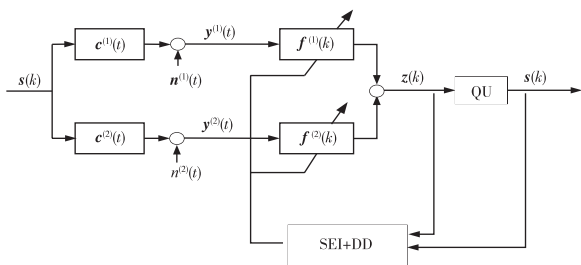 s(k)
c⁽¹⁾(t)
n⁽¹⁾(t)
y⁽¹⁾(t)
f⁽¹⁾(k)
c⁽²⁾(t)
n⁽²⁾(t)
y⁽²⁾(t)
f⁽²⁾(k)
z(k)
QU
s(k)
SEI+DD